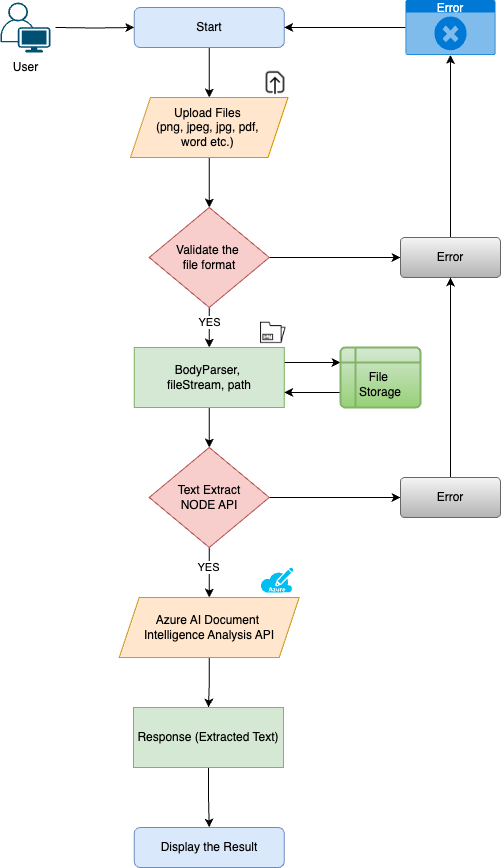 Start
Error
User
Upload Files
(png, jpeg, jpg, pdf,
word etc.)
Validate the
file format
Error
YES
BodyParser,
fileStream, path
File
Storage
Text Extract
NODE API
Error
YES
Azure
Azure AI Document
Intelligence Analysis API
Response (Extracted Text)
Display the Result